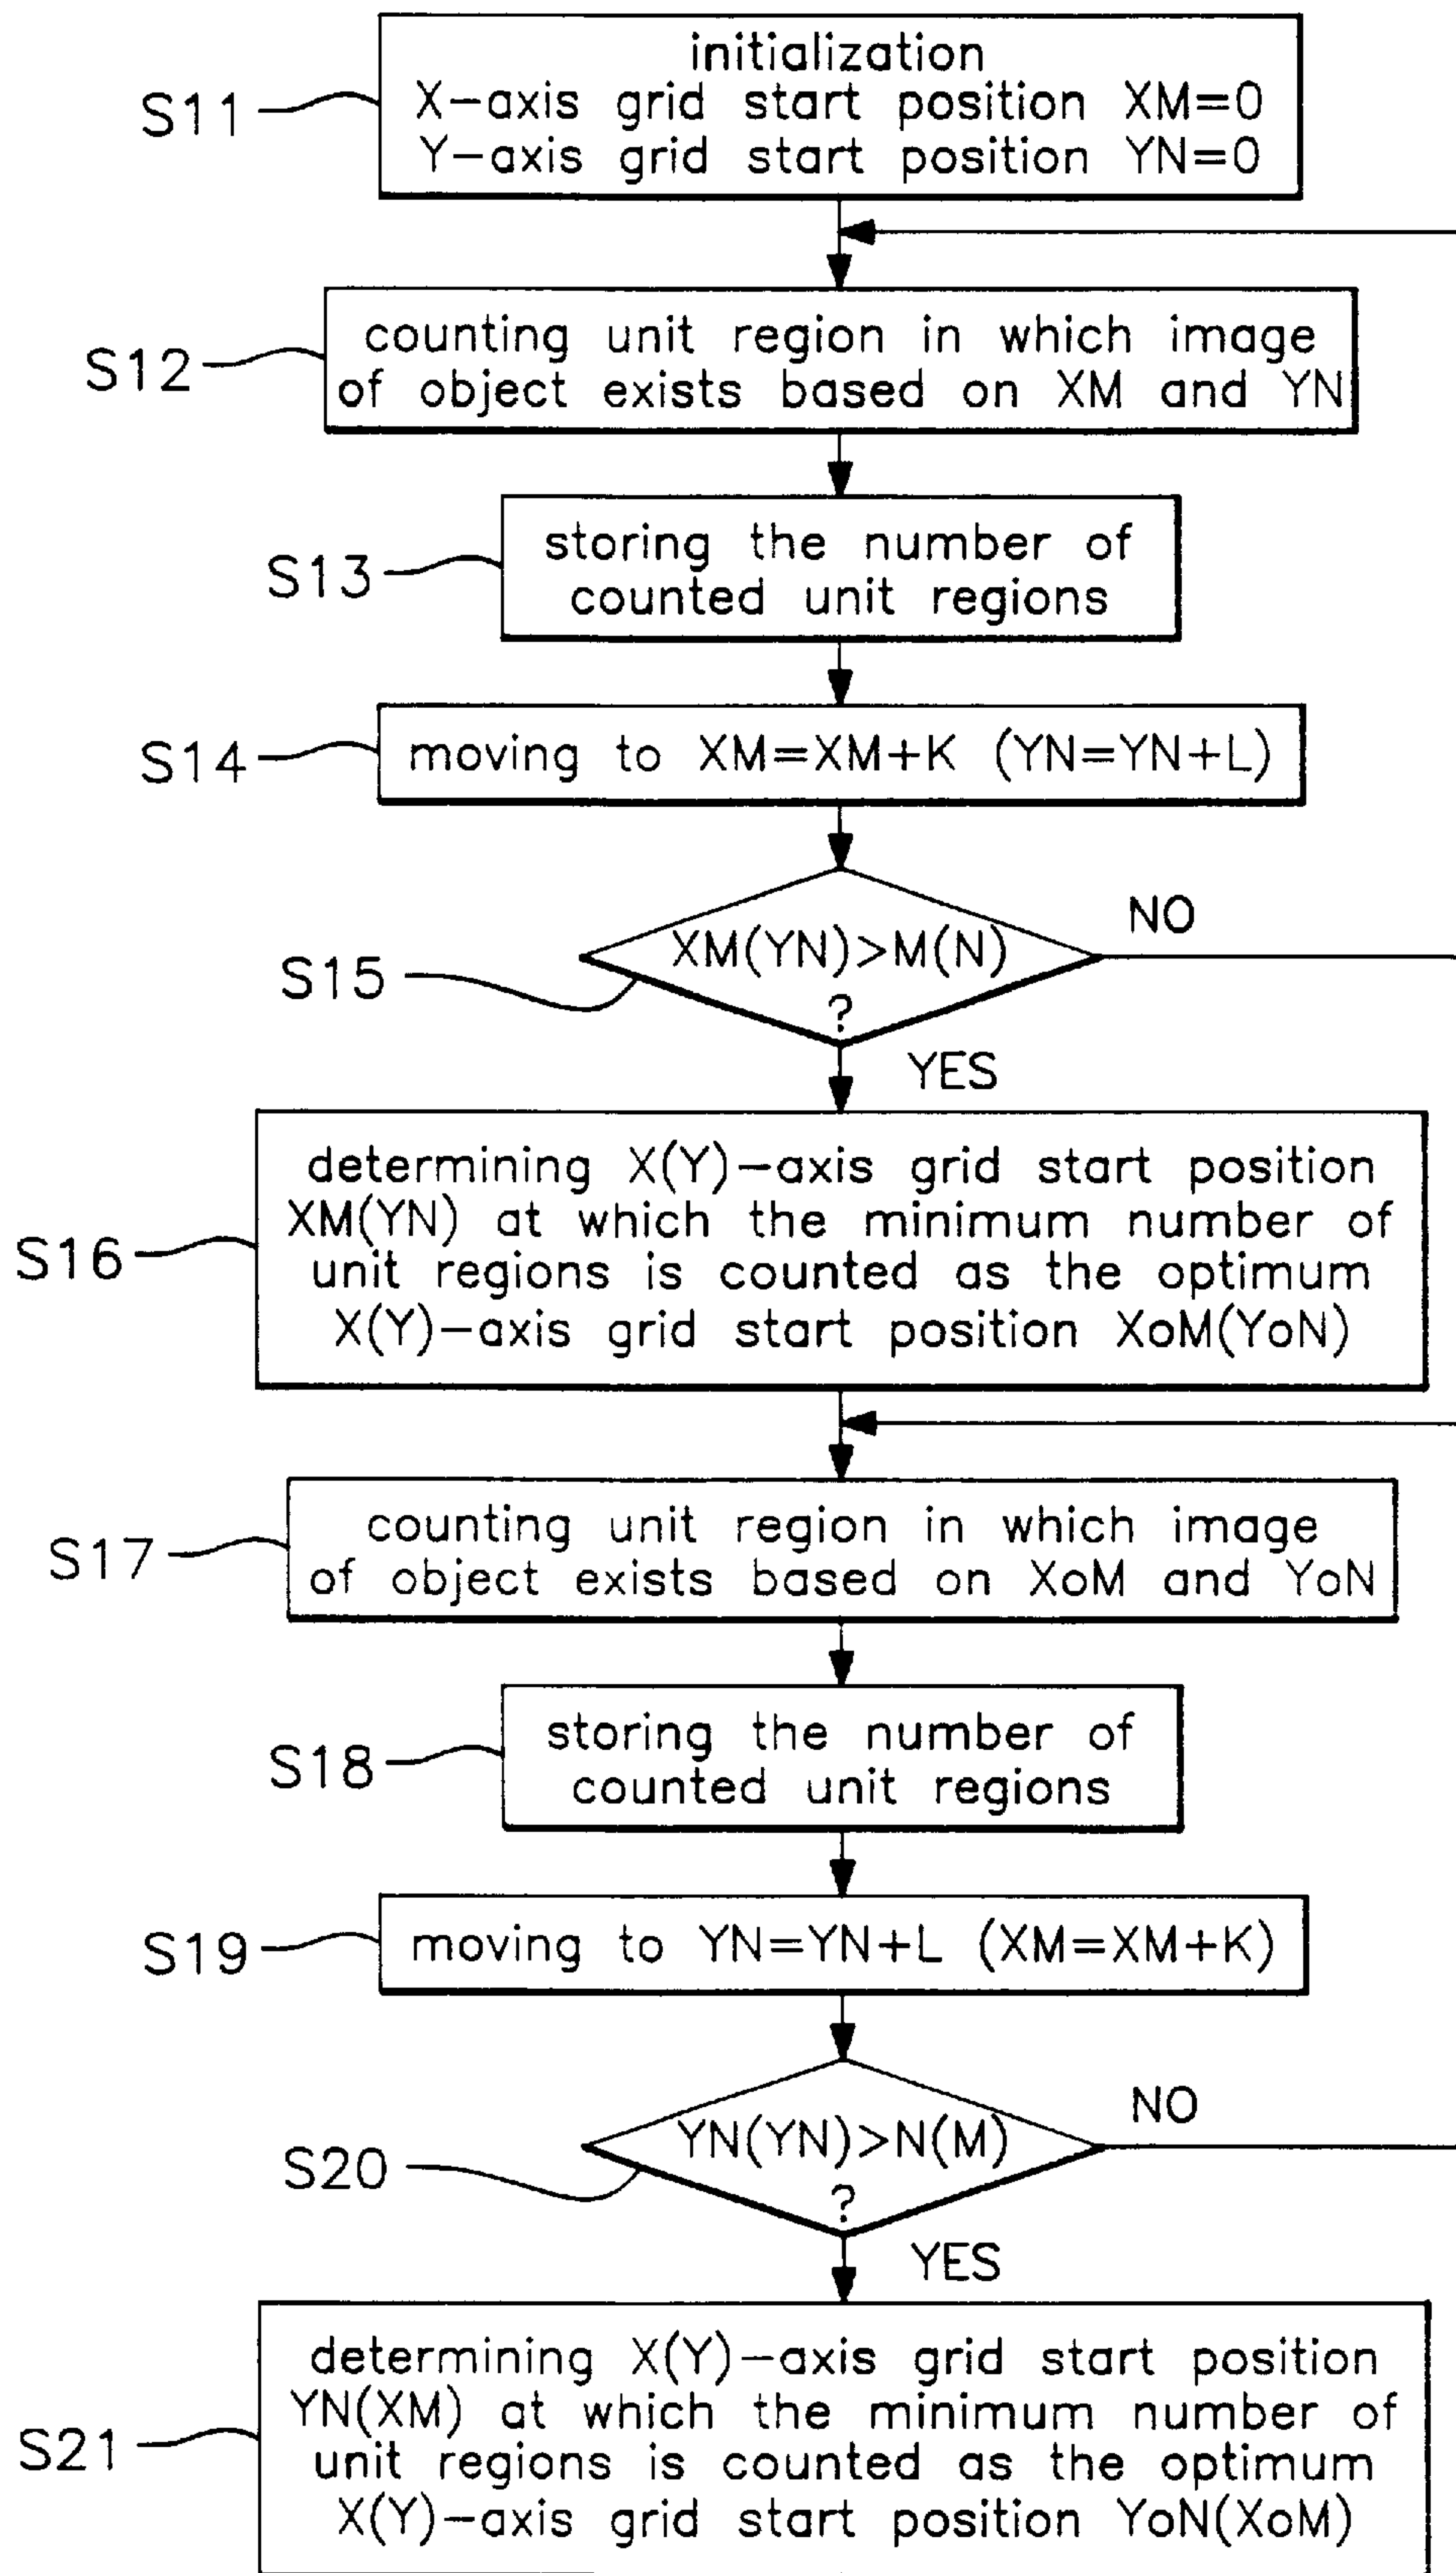 initialization
S11
X-axis grid start position XM=0
Y-axis grid start position YN=0
S12
counting unit region in which image
of object exists based on XM and YN
S13
storing the number of
counted unit regions
S14
moving to XM=XM+K (YN=YN+L)
S15
XM(YN)>M(N)
?
NO
YES
S16
determining X(Y)-axis grid start position
XM(YN) at which the minimum number of
unit regions is counted as the optimum
X(Y)-axis grid start position XoM(YoN)
S17
counting unit region in which image
of object exists based on XoM and YoN
S18
storing the number of
counted unit regions
S19
moving to YN=YN+L (XM=XM+K)
S20
YN(YN)>N(M)
?
NO
YES
S21
determining X(Y)-axis grid start position
YN(XM) at which the minimum number of
unit regions is counted as the optimum
X(Y)-axis grid start position YoN(XoM)